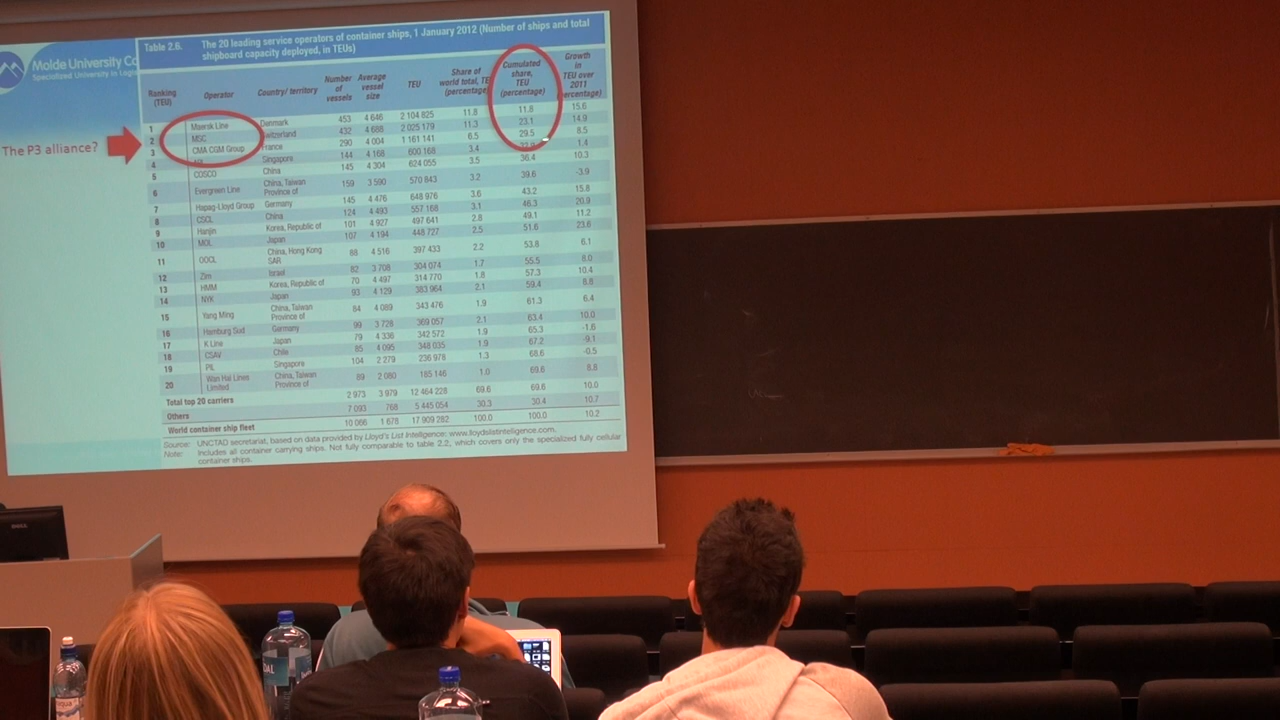 Molde University Co
Specialized University in Logis
The P3 alliance?
Table 2.6. The 20 leading service operators of container ships, 1 January 2012 (Number of ships and total
shipboard capacity deployed, in TEUs)
Ranking (TEU) Operator Country/ territory Number of vessels Average vessel size TEU Share of world total, TE (percentage) Cumulated share, TEU (percentage) Growth in TEU over 2011 percentage)
1 Maersk Line Denmark 453 4 646 2 104 825 11.8 11.8 15.6
2 MSC witzerland 432 4 688 2 025 179 11.3 23.1 14.9
3 CMA CGM Group France 290 4 004 1 161 141 6.5 29.5 8.5
4 Singapore 144 4 168 600 168 3.4 1.4
5 COSCO China 145 4 304 624 055 3.5 36.4 10.3
6 Evergreen Line China, Taiwan Province of 159 3 590 570 843 3.2 39.6 -3.9
7 Hapag-Lloyd Group Germany 145 4 476 648 976 3.6 43.2 15.8
8 CSCL China 124 4 493 557 168 3.1 46.3 20.9
9 Hanjin Korea, Republic of 101 4 927 497 641 2.8 49.1 11.2
10 MOL Japan 107 4 194 448 727 2.5 51.6 23.6
11 OOCL China, Hong Kong SAR 88 4 516 397 433 2.2 53.8 6.1
12 Zim Israel 82 3 708 304 074 1.7 55.5 8.0
13 HMM Korea, Republic of 70 4 497 314 770 1.8 57.3 10.4
14 NYK Japan 93 4 129 383 964 2.1 59.4 8.8
15 Yang Ming China, Taiwan Province of 84 4 089 343 476 1.9 61.3 6.4
16 Hamburg Sud Germany 99 3 728 369 057 2.1 63.4 10.0
17 K Line Japan 79 4 336 342 572 1.9 65.3 -1.6
18 CSAV Chile 85 4 095 348 035 1.9 67.2 -9.1
19 PIL Singapore 104 2 279 236 978 1.3 68.6 -0.5
20 Wan Hai Lines Limited China, Taiwan Province of 89 2 080 185 146 1.0 69.6 8.8
Total top 20 carriers 2 973 3 979 12 464 228 69.6 69.6 10.0
Others 7 093 768 5 445 054 30.3 30.4 10.7
World container ship fleet 10 066 1 678 17 909 282 100.0 100.0 10.2
Source: UNCTAD secretariat, based on data provided by Lloyd's List Intelligence; www.lloydslistintelligence.com.
Note: Includes all container carrying ships. Not fully comparable to table 2.2, which covers only the specialized fully cellular
container ships.
DELL